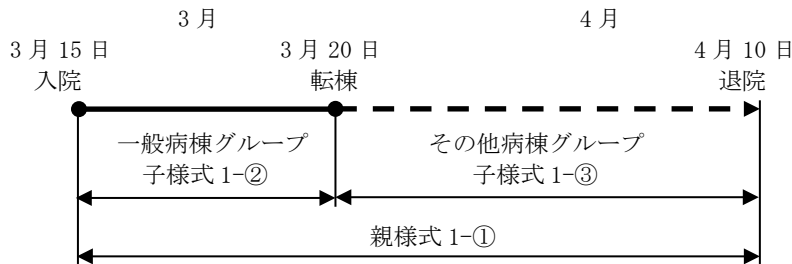 3月 4月
3月15日 3月20日 4月10日
入院 転棟 退院
一般病棟グループ その他病棟グループ
子様式1-② 子様式1-③
親様式1-①